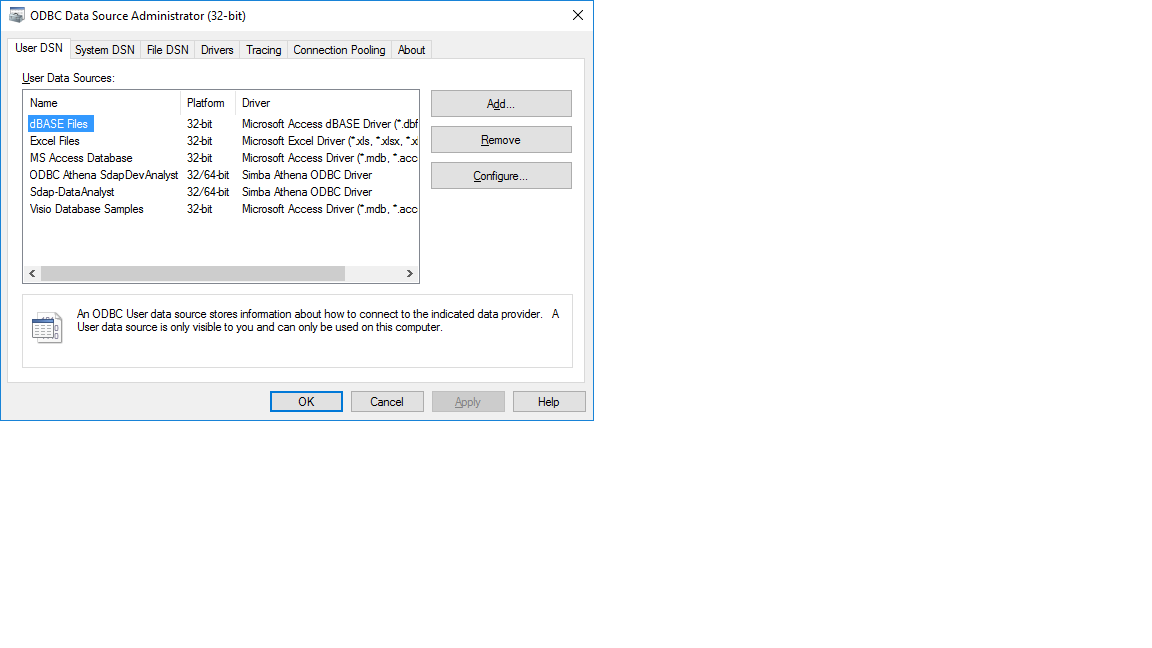 ODBC Data Source Administrator (32-bit)
User DSN System DSN File DSN Drivers Tracing Connection Pooling About
User Data Sources:
Name Platform Driver
dBASE Files 32-bit Microsoft Access dBASE Driver (*.dbf
Excel Files 32-bit Microsoft Excel Driver (*.xls, *.xlsx, *.x
MS Access Database 32-bit Microsoft Access Driver (*.mdb, *.acc
ODBC Athena SdapDevAnalyst 32/64-bit Simba Athena ODBC Driver
Sdap-DataAnalyst 32/64-bit Simba Athena ODBC Driver
Visio Database Samples 32-bit Microsoft Access Driver (*.mdb, *.acc
Add...
Remove
Configure...
An ODBC User data source stores information about how to connect to the indicated data provider. A
User data source is only visible to you and can only be used on this computer.
OK Cancel Apply Help